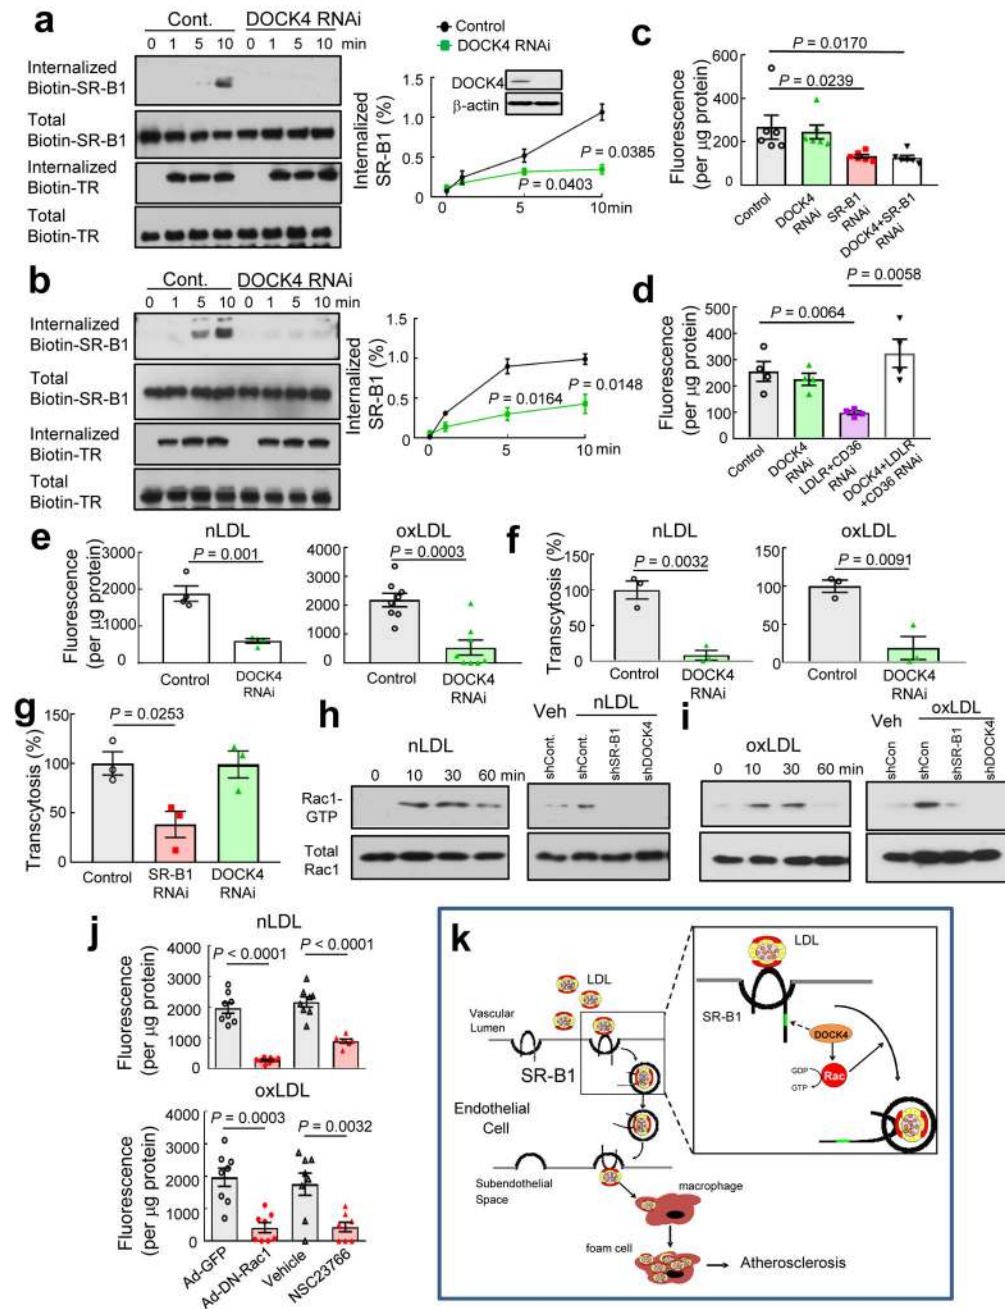 a
Cont. DOCK4 RNAi
0 1 5 10 0 1 5 10 min
Internalized
Biotin-SR-B1
Total
Biotin-SR-B1
Internalized
Biotin-TR
Total
Biotin-TR
Control
DOCK4 RNAi
DOCK4
β-actin
Internalized
SR-B1 (%)
1.5
1.0
0.5
0
P = 0.0385
P = 0.0403
0 5 10min
c
Fluorescence
(per µg protein)
600
400
200
0
P = 0.0170
P = 0.0239
Control
DOCK4
RNAi
SR-B1
RNAi
DOCK4+SR-B1
RNAi
b
Cont. DOCK4 RNAi
0 1 5 10 0 1 5 10 min
Internalized
Biotin-SR-B1
Total
Biotin-SR-B1
Internalized
Biotin-TR
Total
Biotin-TR
Internalized
SR-B1 (%)
1.5
1.0
0.5
0
P = 0.0148
P = 0.0164
0 5 10 min
d
Fluorescence
(per µg protein)
500
400
300
200
100
0
P = 0.0058
P = 0.0064
Control
DOCK4
RNAi
LDLR+CD36
RNAi
DOCK4+LDLR
+CD36 RNAi
e
nLDL
Fluorescence
(per µg protein)
3000
2000
1000
0
P = 0.001
Control
DOCK4
RNAi
oxLDL
4000
3000
2000
1000
0
P = 0.0003
Control
DOCK4
RNAi
f
nLDL
Transcytosis (%)
150
100
50
0
P = 0.0032
Control
DOCK4
RNAi
oxLDL
150
100
50
0
P = 0.0091
Control
DOCK4
RNAi
g
Transcytosis (%)
150
100
50
0
P = 0.0253
Control
SR-B1
RNAi
DOCK4
RNAi
h
nLDL
0 10 30 60 min
Veh nLDL
shCont.
shCont.
shSR-B1
shDOCK4
Rac1-
GTP
Total
Rac1
i
oxLDL
0 10 30 60 min
Veh oxLDL
shCon
shCon
shSR-B1
shDOCK4
j
nLDL
Fluorescence
(per µg protein)
4000
3000
2000
1000
0
P < 0.0001
P < 0.0001
oxLDL
Fluorescence
(per µg protein)
4000
3000
2000
1000
0
P = 0.0003
P = 0.0032
Ad-GFP
Ad-DN-Rac1
Vehicle
NSC23766
k
LDL
Vascular
Lumen
SR-B1
Endothelial
Cell
Subendothelial
Space
macrophage
foam cell
Atherosclerosis
LDL
SR-B1
DOCK4
GDP
GTP
Rac